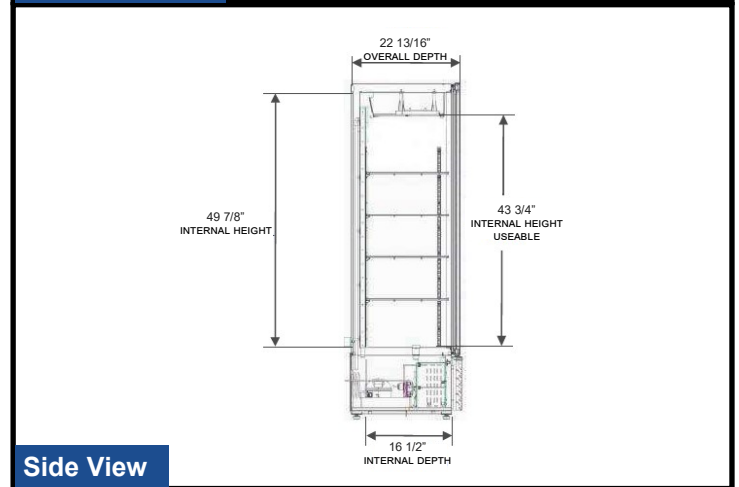 22 13/16"
OVERALL DEPTH
49 7/8"
INTERNAL HEIGHT
43 3/4"
INTERNAL HEIGHT
USEABLE
16 1/2"
INTERNAL DEPTH
Side View